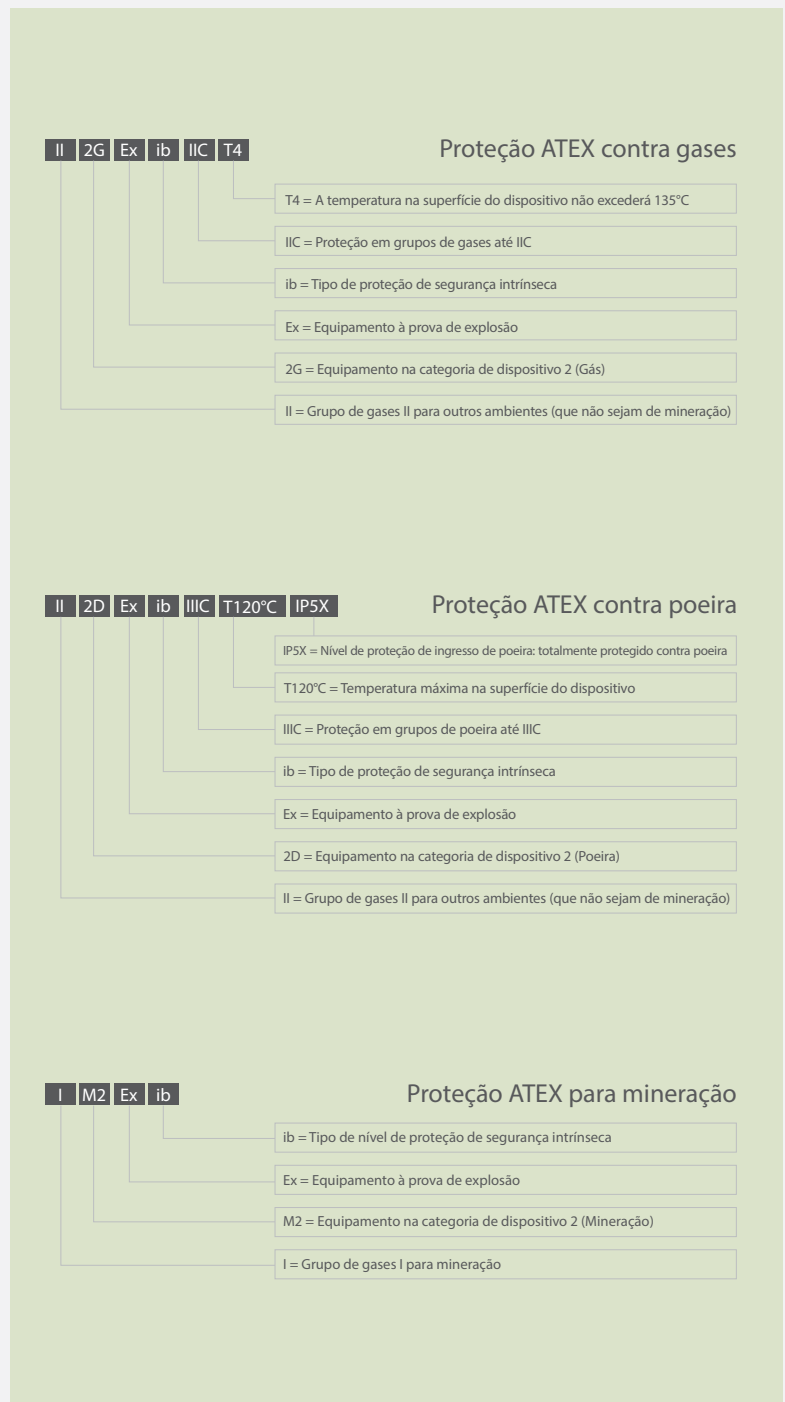 II 2G Ex ib IIC T4
Proteção ATEX contra gases
T4 = A temperatura na superfície do dispositivo não excederá 135°C
IIC = Proteção em grupos de gases até IIC
ib = Tipo de proteção de segurança intrínseca
Ex = Equipamento à prova de explosão
2G = Equipamento na categoria de dispositivo 2 (Gás)
II = Grupo de gases II para outros ambientes (que não sejam de mineração)
II 2D Ex ib IIIC T120°C IP5X
Proteção ATEX contra poeira
IP5X = Nível de proteção de ingresso de poeira: totalmente protegido contra poeira
T120°C = Temperatura máxima na superfície do dispositivo
IIIC = Proteção em grupos de poeira até IIIC
ib = Tipo de proteção de segurança intrínseca
Ex = Equipamento à prova de explosão
2D = Equipamento na categoria de dispositivo 2 (Poeira)
II = Grupo de gases II para outros ambientes (que não sejam de mineração)
I M2 Ex ib
Proteção ATEX para mineração
ib = Tipo de nível de proteção de segurança intrínseca
Ex = Equipamento à prova de explosão
M2 = Equipamento na categoria de dispositivo 2 (Mineração)
I = Grupo de gases I para mineração